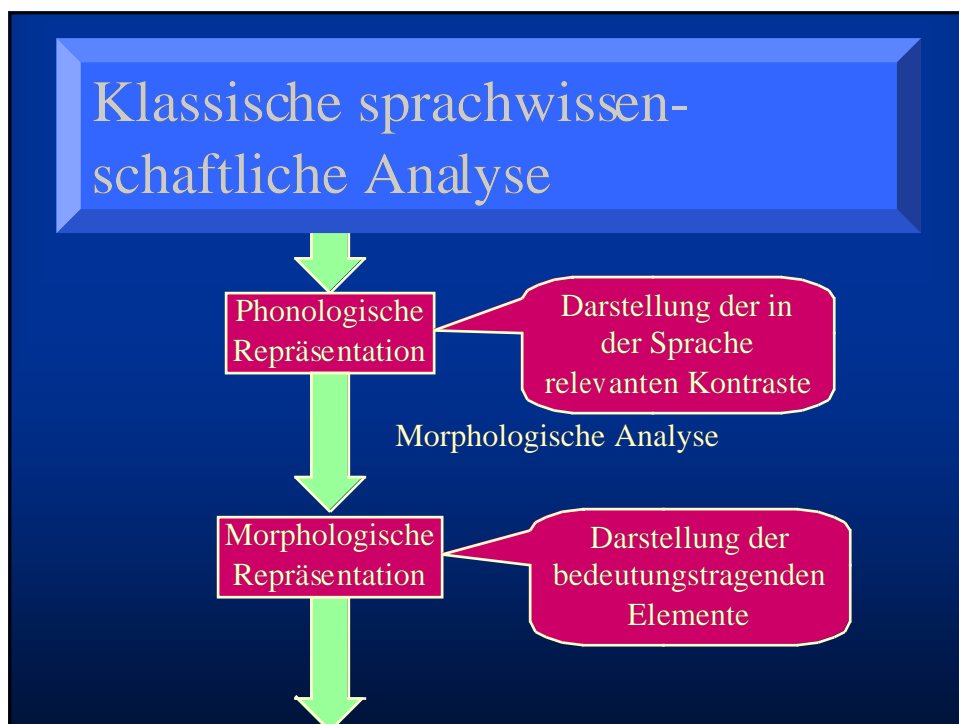 Klassische sprachwissen-
schaftliche Analyse
Phonologische
Repräsentation
Darstellung der in
der Sprache
relevanten Kontraste
Morphologische Analyse
Morphologische
Repräsentation
Darstellung der
bedeutungstragenden
Elemente